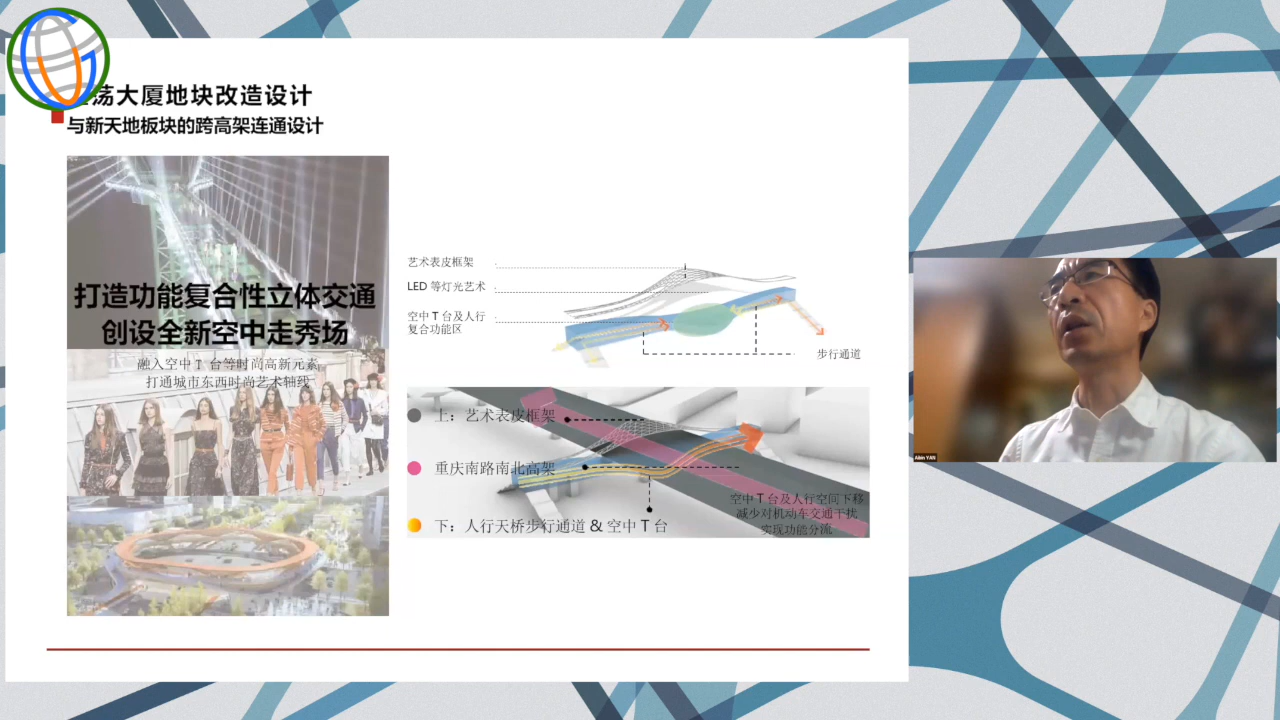 荡大厦地块改造设计
与新天地板块的跨高架连通设计
打造功能复合性立体交通
创设全新空中走秀场
融入空中T 台等时尚高新元素
打通城市东西时尚艺术轴线
艺术表皮框架
LED 等灯光艺术
空中 T 台及人行
复合功能区
步行通道
上：艺术表皮框架
重庆南路南北高架
下：人行天桥步行通道 & 空中 T 台
空中 T 台及人行空间下移
减少对机动车交通干扰
实现功能分流
Alien YAN